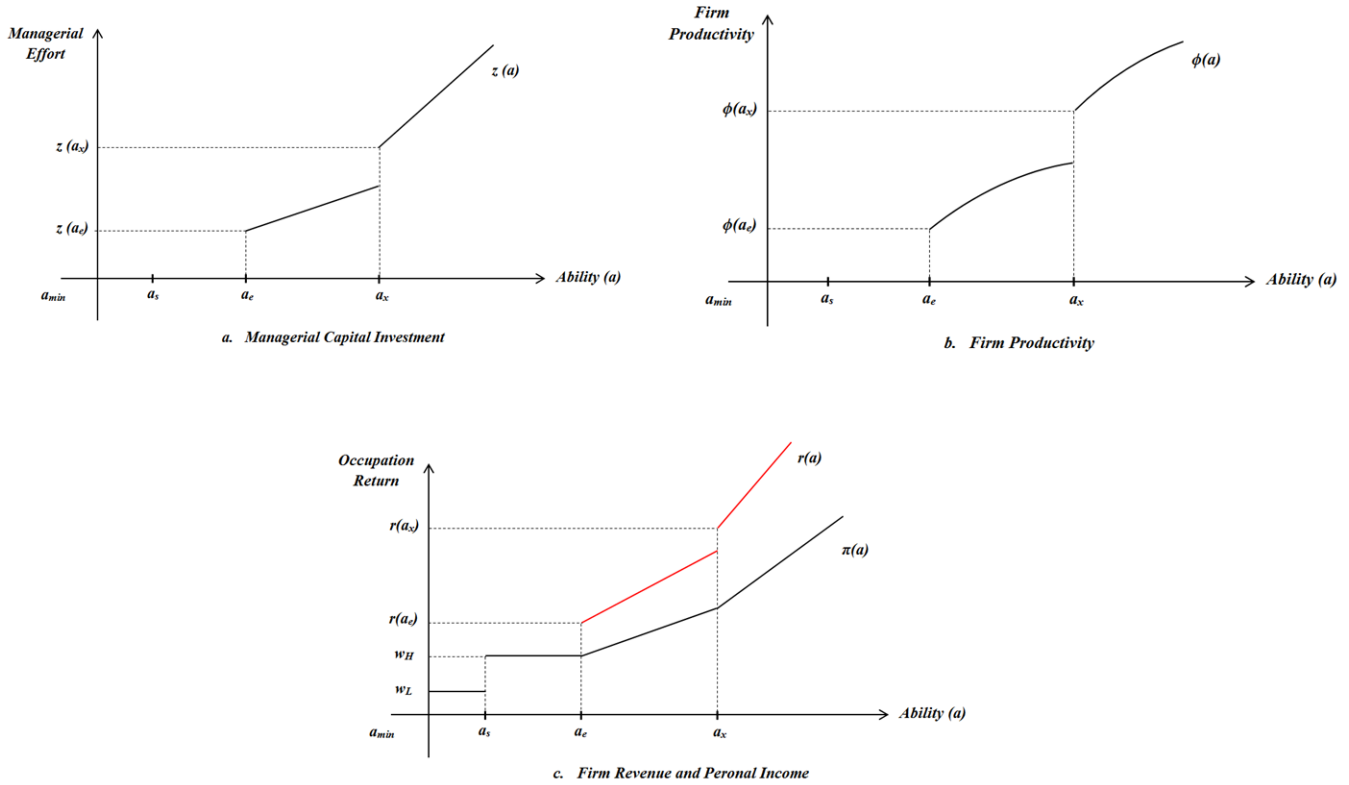 Managerial
Effort
z (a)
z (aₓ)
z (aₑ)
Ability (a)
aₘᵢₙ
aₛ
aₑ
aₓ
a. Managerial Capital Investment
Firm
Productivity
ϕ(a)
ϕ(aₓ)
ϕ(aₑ)
Ability (a)
aₘᵢₙ
aₛ
aₑ
aₓ
b. Firm Productivity
Occupation
Return
r(a)
r(aₓ)
π(a)
r(aₑ)
w_H
w_L
Ability (a)
aₘᵢₙ
aₛ
aₑ
aₓ
c. Firm Revenue and Peronal Income